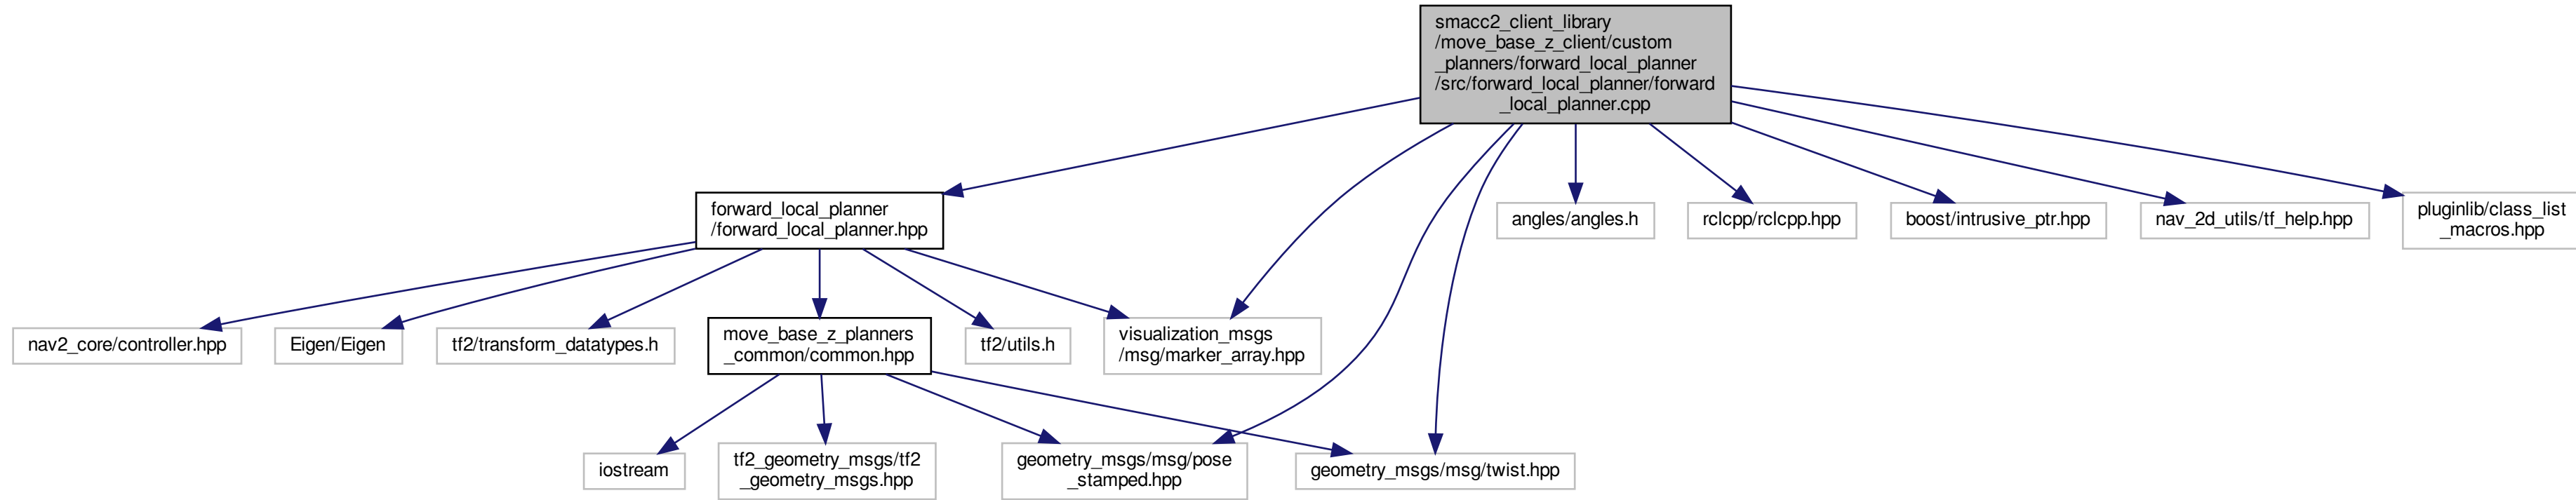 smacc2_client_library
/move_base_z_client/custom
_planners/forward_local_planner
/src/forward_local_planner/forward
_local_planner.cpp
forward_local_planner
/forward_local_planner.hpp
angles/angles.h
rclcpp/rclcpp.hpp
boost/intrusive_ptr.hpp
nav_2d_utils/tf_help.hpp
pluginlib/class_list
_macros.hpp
nav2_core/controller.hpp
Eigen/Eigen
tf2/transform_datatypes.h
move_base_z_planners
_common/common.hpp
tf2/utils.h
visualization_msgs
/msg/marker_array.hpp
iostream
tf2_geometry_msgs/tf2
_geometry_msgs.hpp
geometry_msgs/msg/pose
_stamped.hpp
geometry_msgs/msg/twist.hpp